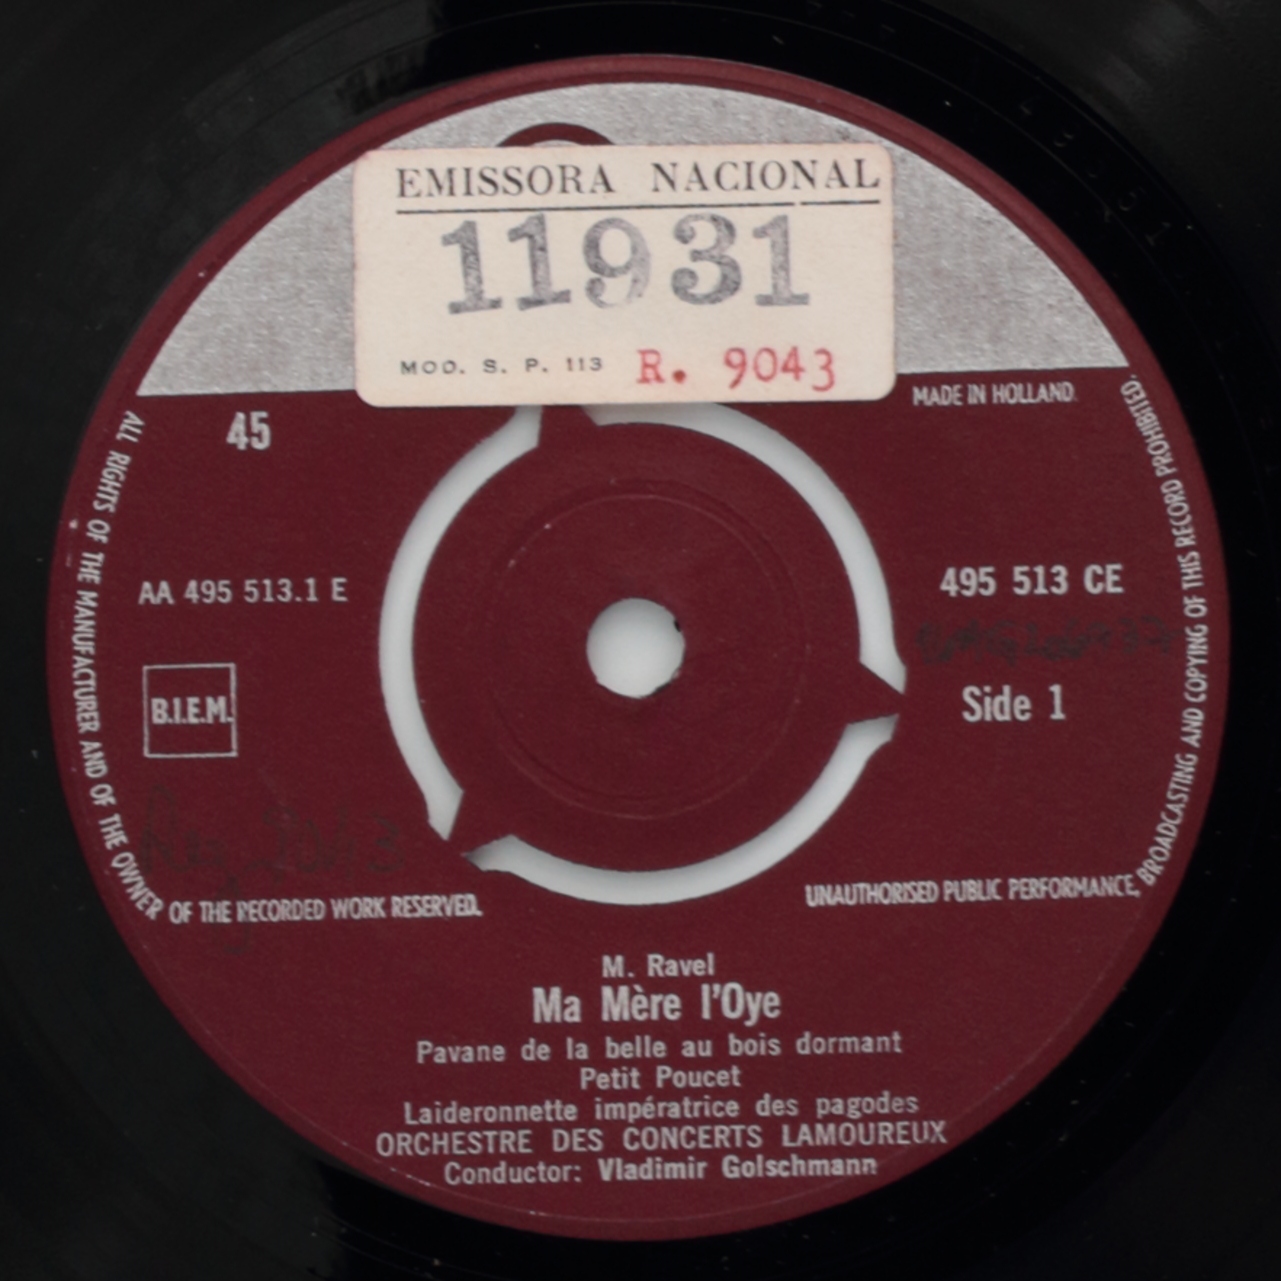 EMISSORA NACIONAL
11931
MOD. S. P. 113 R. 9043
MADE IN HOLLAND
45
AA 495 513.1 E
495 513 CE
B.I.E.M.
Side 1
Reg 9043
ALL RIGHTS OF THE MANUFACTURER AND OF THE OWNER OF THE RECORDED WORK RESERVED.
UNAUTHORISED PUBLIC PERFORMANCE, BROADCASTING AND COPYING OF THIS RECORD PROHIBITED.
M. Ravel
Ma Mère l'Oye
Pavane de la belle au bois dormant
Petit Poucet
Laideronnette impératrice des pagodes
ORCHESTRE DES CONCERTS LAMOUREUX
Conductor: Vladimir Golschmann